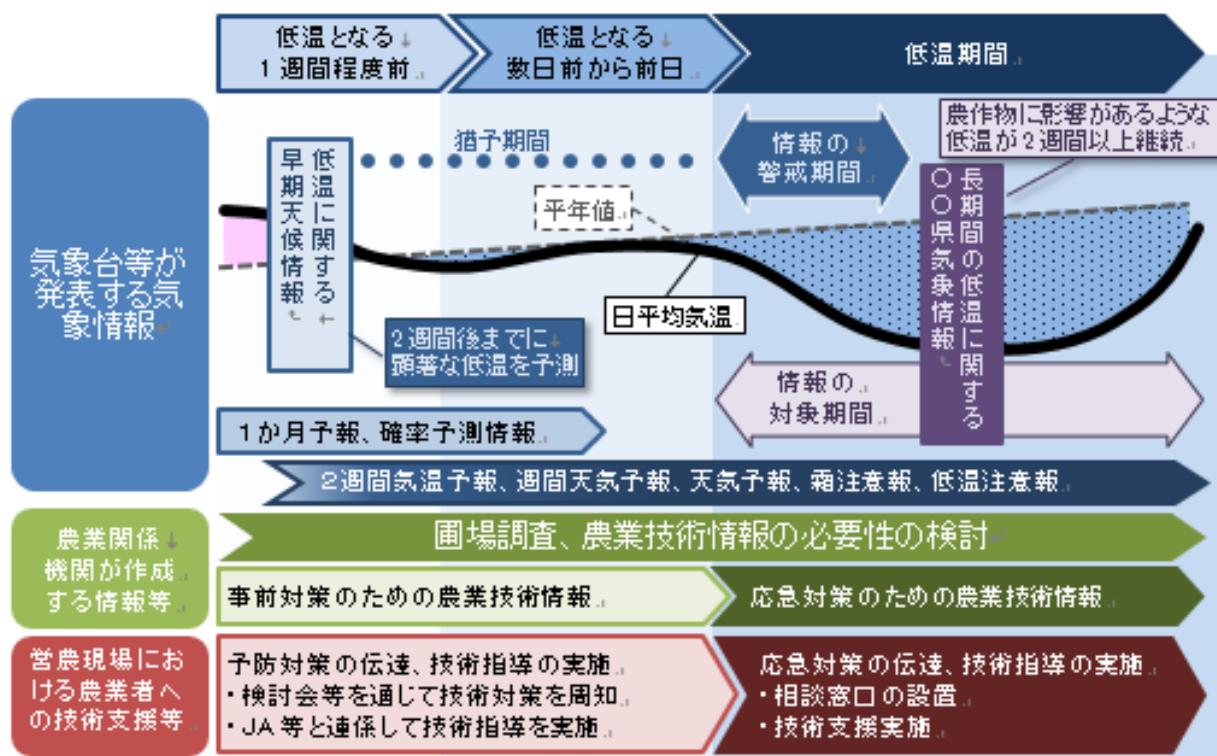 低温となる
１週間程度前
低温となる
数日前から前日
低温期間
気象台等が
発表する気
象情報
低温に関する
早期天候情報
猶予期間
平年値
日平均気温
２週間後までに
顕著な低温を予測
情報の
警戒期間
農作物に影響があるような
低温が２週間以上継続
長期間の低温に関する
〇〇県気象情報
情報の
対象期間
１か月予報、確率予測情報
２週間気温予報、週間天気予報、天気予報、霜注意報、低温注意報
農業関係
機関が作成
する情報等
圃場調査、農業技術情報の必要性の検討
事前対策のための農業技術情報
応急対策のための農業技術情報
営農現場にお
ける農業者へ
の技術支援等
予防対策の伝達、技術指導の実施
・検討会等を通じて技術対策を周知
・JA等と連係して技術指導を実施
応急対策の伝達、技術指導の実施
・相談窓口の設置
・技術支援実施